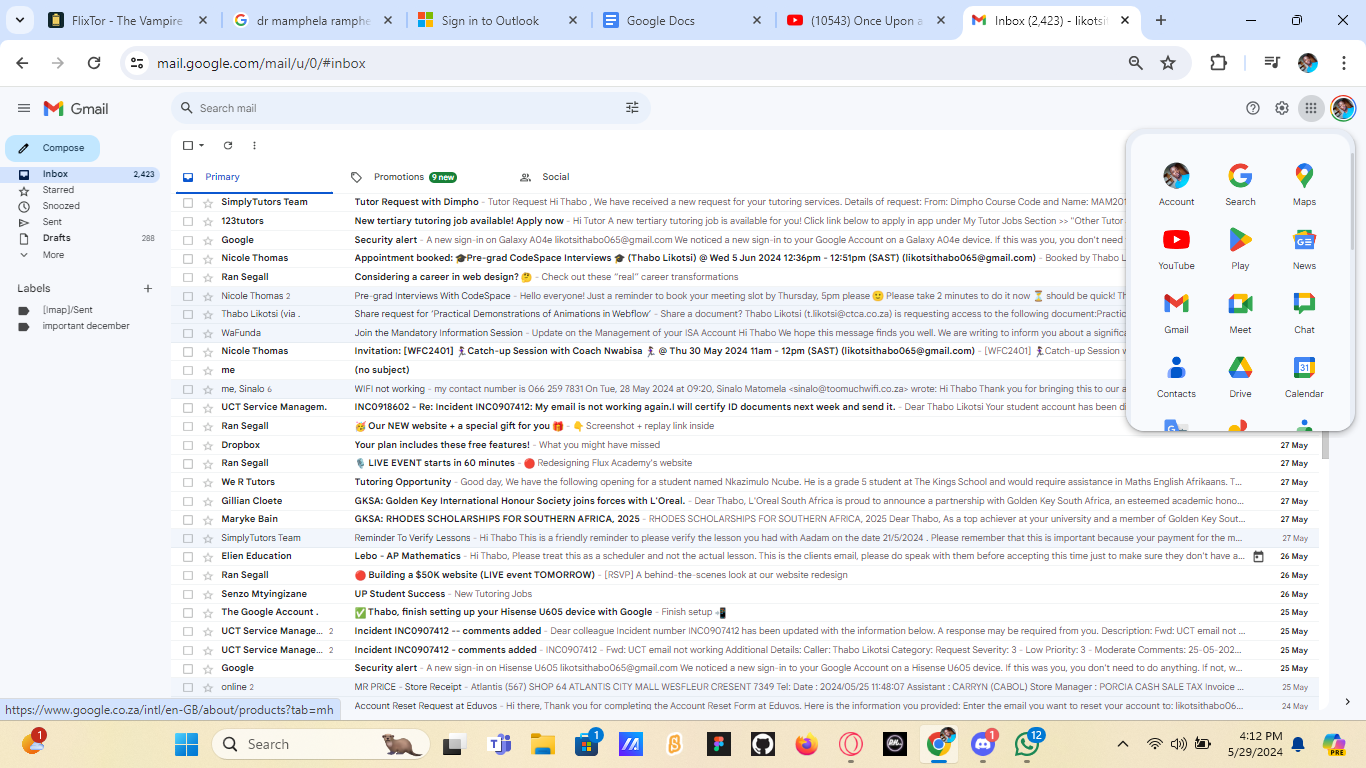 FlixTor - The Vampire
dr mamphela ramphe
Sign in to Outlook
Google Docs
(10543) Once Upon a
Inbox (2,423) - likotsit
mail.google.com/mail/u/0/#inbox
Gmail
Search mail
Compose
Inbox 2,423
Starred
Snoozed
Sent
Drafts 288
More
Labels
[Imap]/Sent
important december
Primary
Promotions 9 new
Social
SimplyTutors Team Tutor Request with Dimpho - Tutor Request Hi Thabo , We have received a new request for your tutoring services. Details of request: From: Dimpho Course Code and Name: MAM201
123tutors New tertiary tutoring job available! Apply now - Hi Tutor A new tertiary tutoring job is available for you! Click link below to apply in app under My Tutor Jobs Section >> "Other Tutor
Google Security alert - A new sign-in on Galaxy A04e likotsithabo065@gmail.com We noticed a new sign-in to your Google Account on a Galaxy A04e device. If this was you, you don't need
Nicole Thomas Appointment booked: 🎓Pre-grad CodeSpace Interviews 🎓 (Thabo Likotsi) @ Wed 5 Jun 2024 12:36pm - 12:51pm (SAST) (likotsithabo065@gmail.com) - Booked by Thabo L
Ran Segall Considering a career in web design? 🤔 - Check out these "real" career transformations
Nicole Thomas 2 Pre-grad Interviews With CodeSpace - Hello everyone! Just a reminder to book your meeting slot by Thursday, 5pm please 🙂 Please take 2 minutes to do it now ⏳ should be quick! Th
Thabo Likotsi (via . Share request for 'Practical Demonstrations of Animations in Webflow' - Share a document? Thabo Likotsi (t.likotsi@ctca.co.za) is requesting access to the following document:Practic
WaFunda Join the Mandatory Information Session - Update on the Management of your ISA Account Hi Thabo We hope this message finds you well. We are writing to inform you about a significa
Nicole Thomas Invitation: [WFC2401] 🏃‍♀️Catch-up Session with Coach Nwabisa 🏃‍♀️ @ Thu 30 May 2024 11am - 12pm (SAST) (likotsithabo065@gmail.com) - [WFC2401] 🏃‍♀️Catch-up Session w
me (no subject)
me, Sinalo 6 WIFI not working - my contact number is 066 259 7831 On Tue, 28 May 2024 at 09:20, Sinalo Matomela <sinalo@toomuchwifi.co.za> wrote: Hi Thabo Thank you for bringing this to our a
UCT Service Managem. INC0918602 - Re: Incident INC0907412: My email is not working again.I will certify ID documents next week and send it. - Dear Thabo Likotsi Your student account has been di
Ran Segall 🥳 Our NEW website + a special gift for you 🎁 - 👇 Screenshot + replay link inside
Dropbox Your plan includes these free features! - What you might have missed 27 May
Ran Segall 🎙️ LIVE EVENT starts in 60 minutes - 🔴 Redesigning Flux Academy's website 27 May
We R Tutors Tutoring Opportunity - Good day, We have the following opening for a student named Nkazimulo Ncube. He is a grade 5 student at The Kings School and would require assistance in Maths English Afrikaans. T... 27 May
Gillian Cloete GKSA: Golden Key International Honour Society joins forces with L'Oreal. - Dear Thabo, L'Oreal South Africa is proud to announce a partnership with Golden Key South Africa, an esteemed academic hono... 27 May
Maryke Bain GKSA: RHODES SCHOLARSHIPS FOR SOUTHERN AFRICA, 2025 - RHODES SCHOLARSHIPS FOR SOUTHERN AFRICA, 2025 Dear Thabo, As a top achiever at your university and a member of Golden Key Sout... 27 May
SimplyTutors Team Reminder To Verify Lessons - Hi Thabo This is a friendly reminder to please verify the lesson you had with Aadam on the date 21/5/2024 . Please remember that this is important because your payment for the m... 27 May
Elien Education Lebo - AP Mathematics - Hi Thabo, Please treat this as a scheduler and not the actual lesson. This is the clients email, please do speak with them before accepting this time just to make sure they don't have a... 26 May
Ran Segall 🔴 Building a $50K website (LIVE event TOMORROW) - [RSVP] A behind-the-scenes look at our website redesign 26 May
Senzo Mtyingizane UP Student Success - New Tutoring Jobs 26 May
The Google Account . ✅ Thabo, finish setting up your Hisense U605 device with Google - Finish setup 📲 25 May
UCT Service Manage... 2 Incident INC0907412 -- comments added - Dear colleague Incident number INC0907412 has been updated with the information below. A response may be required from you. Description: Fwd: UCT email not ... 25 May
UCT Service Manage... 2 Incident INC0907412 - comments added - INC0907412 - Fwd: UCT email not working Additional Details: Caller: Thabo Likotsi Category: Request Severity: 3 - Low Priority: 3 - Moderate Comments: 25-05-202... 25 May
Google Security alert - A new sign-in on Hisense U605 likotsithabo065@gmail.com We noticed a new sign-in to your Google Account on a Hisense U605 device. If this was you, you don't need to do anything. If not, w... 25 May
online 2 MR PRICE - Store Receipt - Atlantis (567) SHOP 64 ATLANTIS CITY MALL WESFLEUR CRESENT 7349 Tel: Date : 2024/05/25 11:48:07 Assistant : CARRYN (CABOL) Store Manager : PORCIA CASH SALE TAX Invoice ... 25 May
Account Reset Request at Eduvos - Hi there, Thank you for completing the Account Reset Form at Eduvos. Here is the information you provided: Enter the email you want to reset your account to: likotsithabo06... 24 May
Account
Search
Maps
YouTube
Play
News
Gmail
Meet
Chat
Contacts
Drive
Calendar
https://www.google.co.za/intl/en-GB/about/products?tab=mh
1
Search
1
1
12
4:12 PM
5/29/2024
PRE